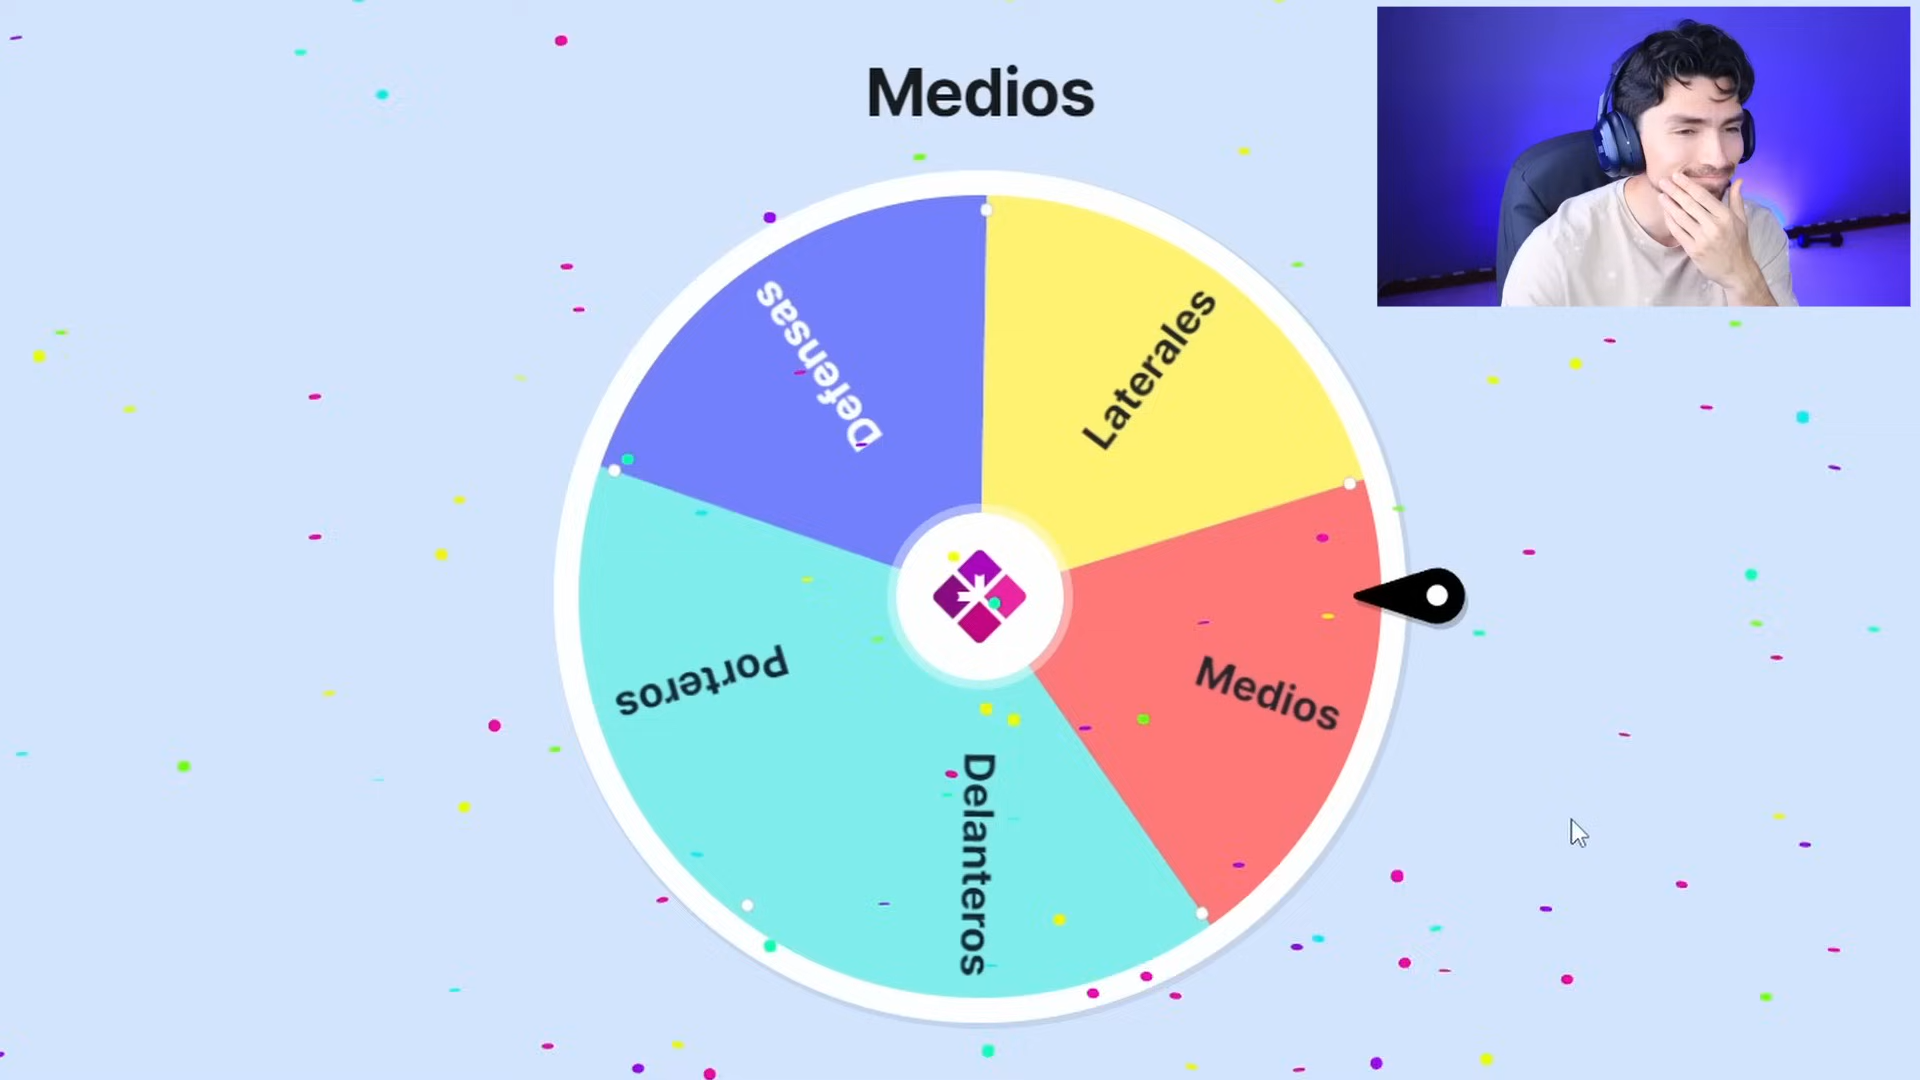 Medios
Defensas
Laterales
Porteros
Medios
Delanteros